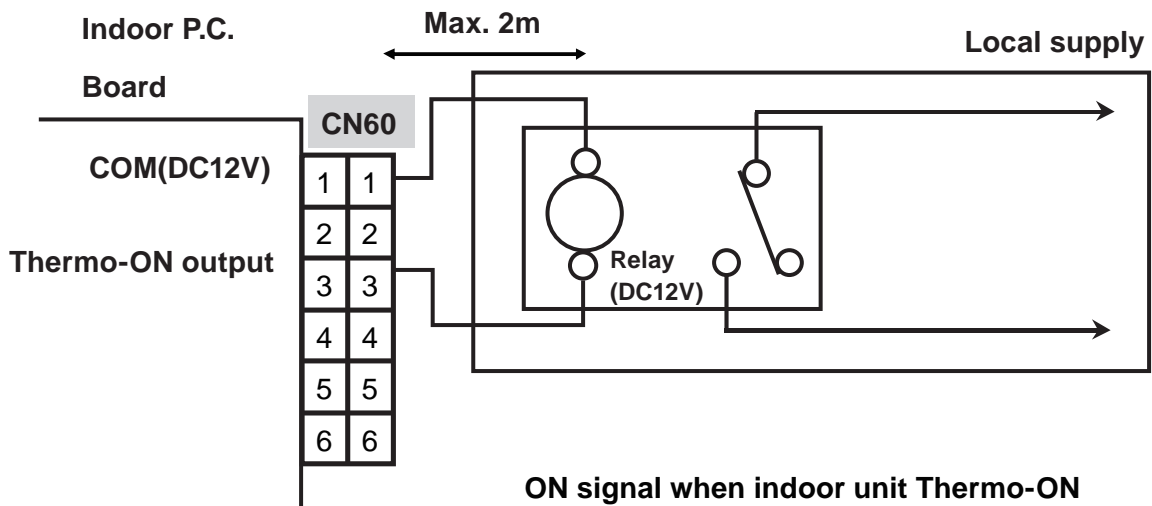 Indoor P.C.
Board
Max. 2m
Local supply
CN60
COM(DC12V)
1 1
2 2
Thermo-ON output
3 3
4 4
5 5
6 6
Relay
(DC12V)
ON signal when indoor unit Thermo-ON